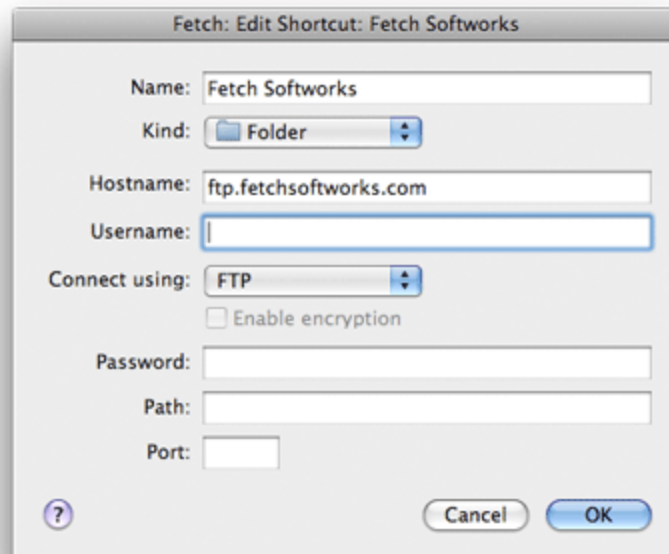 Fetch: Edit Shortcut: Fetch Softworks
Name: Fetch Softworks
Kind: Folder
Hostname: ftp.fetchsoftworks.com
Username:
Connect using: FTP
Enable encryption
Password:
Path:
Port:
? Cancel OK